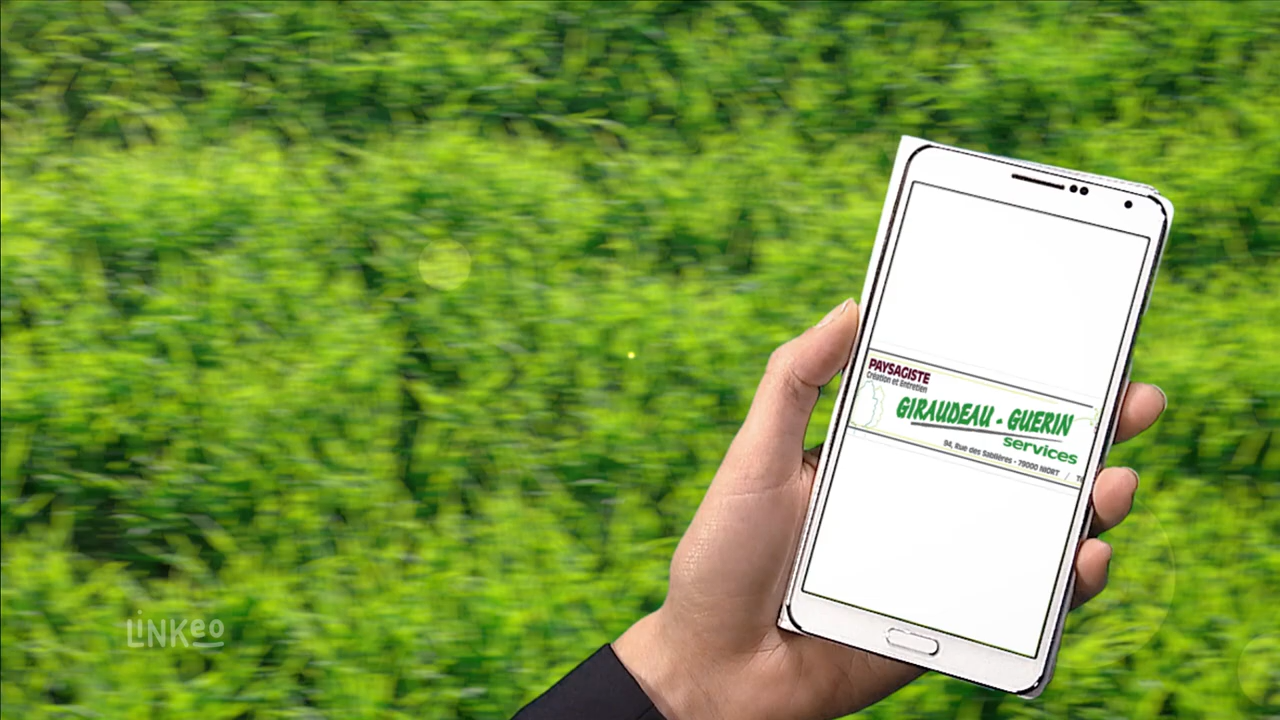 PAYSAGISTE
Création et Entretien
GIRAUDEAU - GUERIN
services
94, Rue des Sablières - 79000 NIORT /
LINKeo